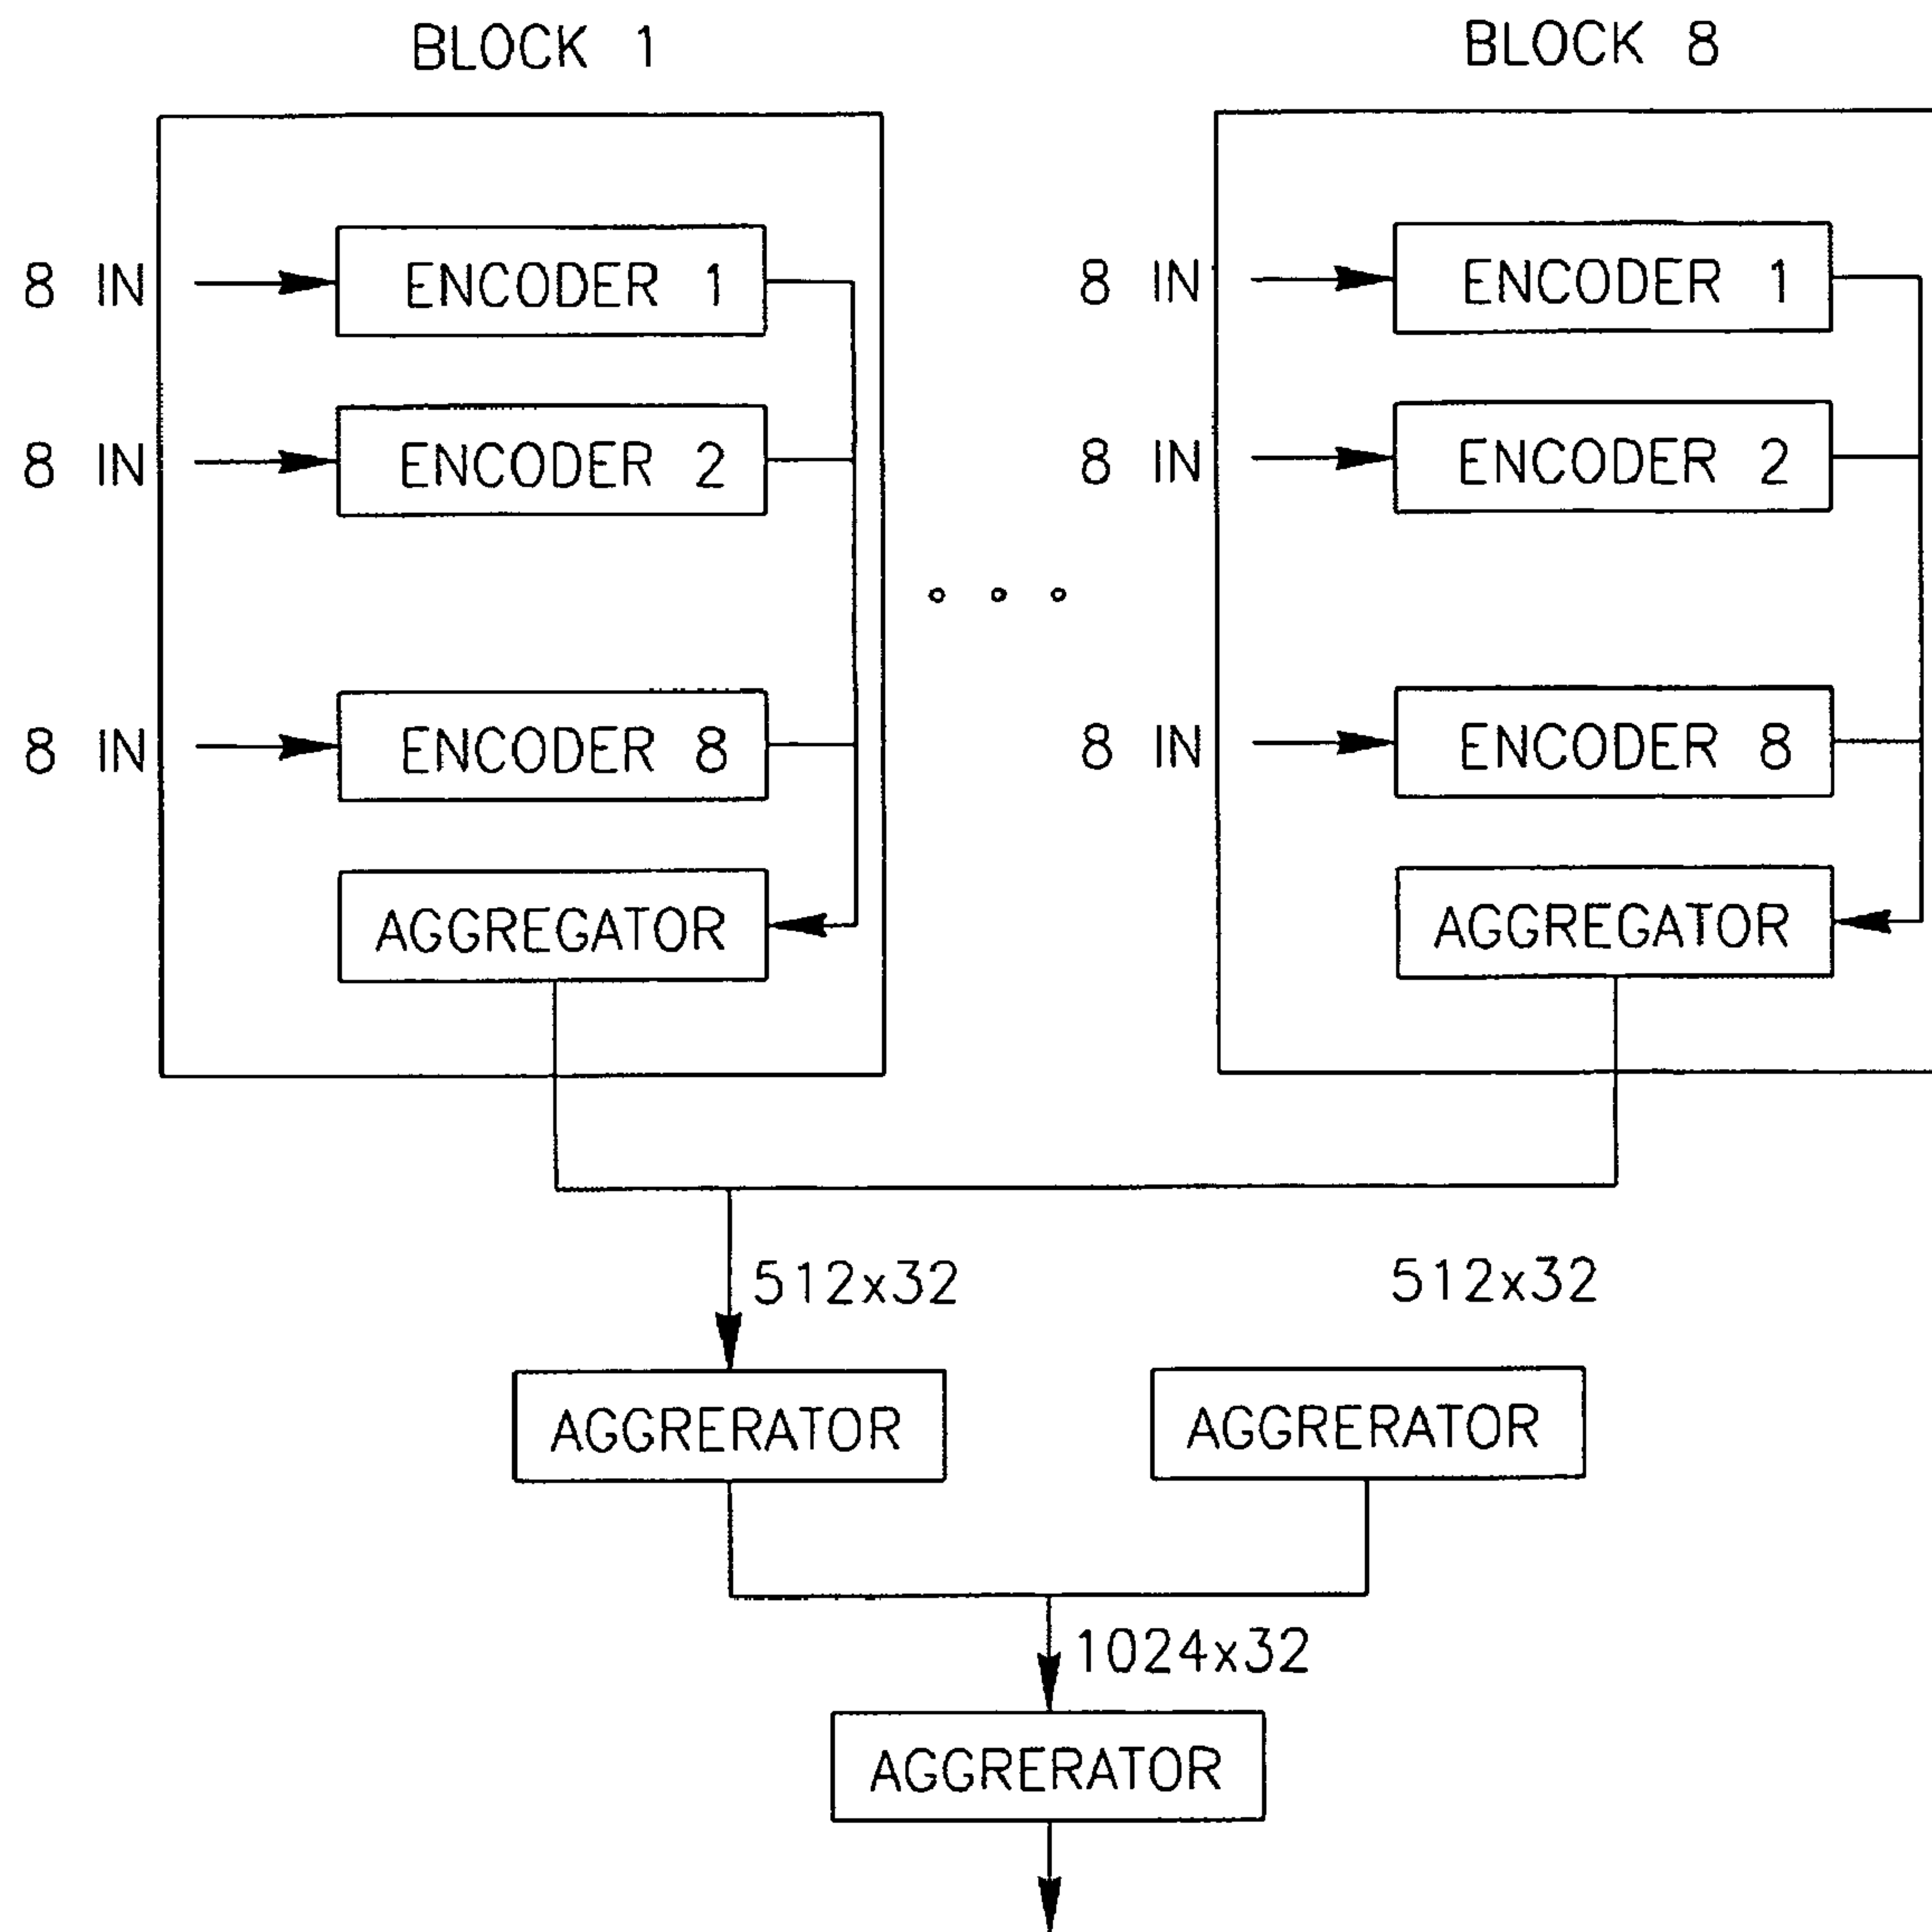 BLOCK 1
BLOCK 8
8 IN
ENCODER 1
8 IN
ENCODER 1
8 IN
ENCODER 2
8 IN
ENCODER 2
8 IN
ENCODER 8
8 IN
ENCODER 8
AGGREGATOR
AGGREGATOR
512x32
512x32
AGGRERATOR
AGGRERATOR
1024x32
AGGRERATOR